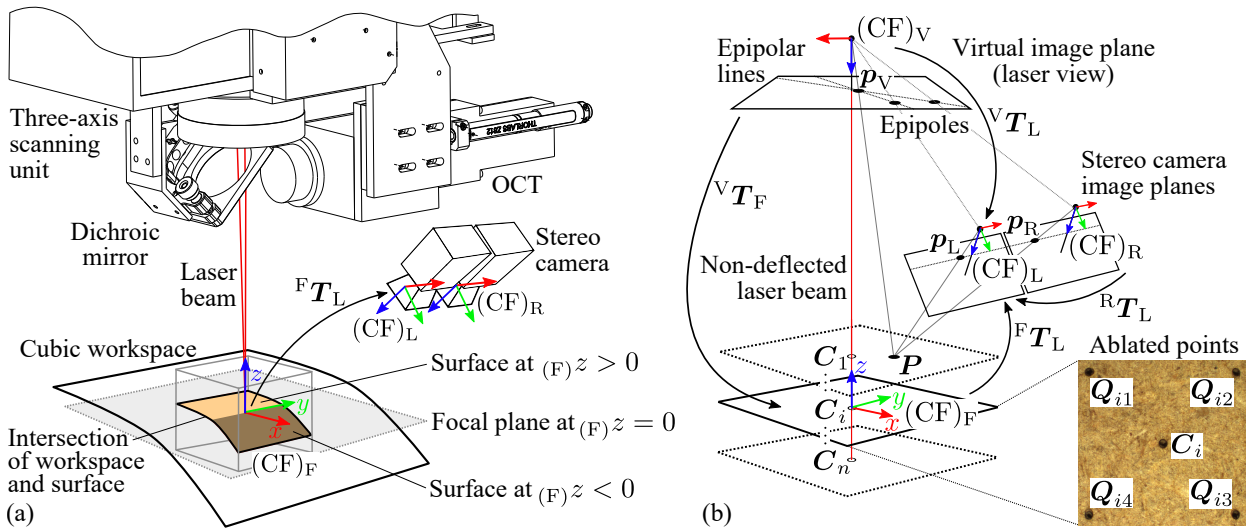 Three-axis
scanning
unit
Dichroic
mirror
Laser
beam
THORLABS Z812
OCT
Stereo
camera
ᶠT_L
(CF)_L
(CF)_R
Cubic workspace
Surface at ₍F₎z > 0
z
y
x
Focal plane at ₍F₎z = 0
Intersection
of workspace
and surface
(CF)_F
Surface at ₍F₎z < 0
(a)
(CF)_V
Epipolar
lines
p_V
Virtual image plane
(laser view)
Epipoles
ⱽT_L
ⱽT_F
Stereo camera
image planes
p_L
p_R
(CF)_L
(CF)_R
Non-deflected
laser beam
ᴿT_L
ᶠT_L
C_1
z
P
y
C_i
x
(CF)_F
C_n
Ablated points
Q_i1
Q_i2
C_i
Q_i4
Q_i3
(b)